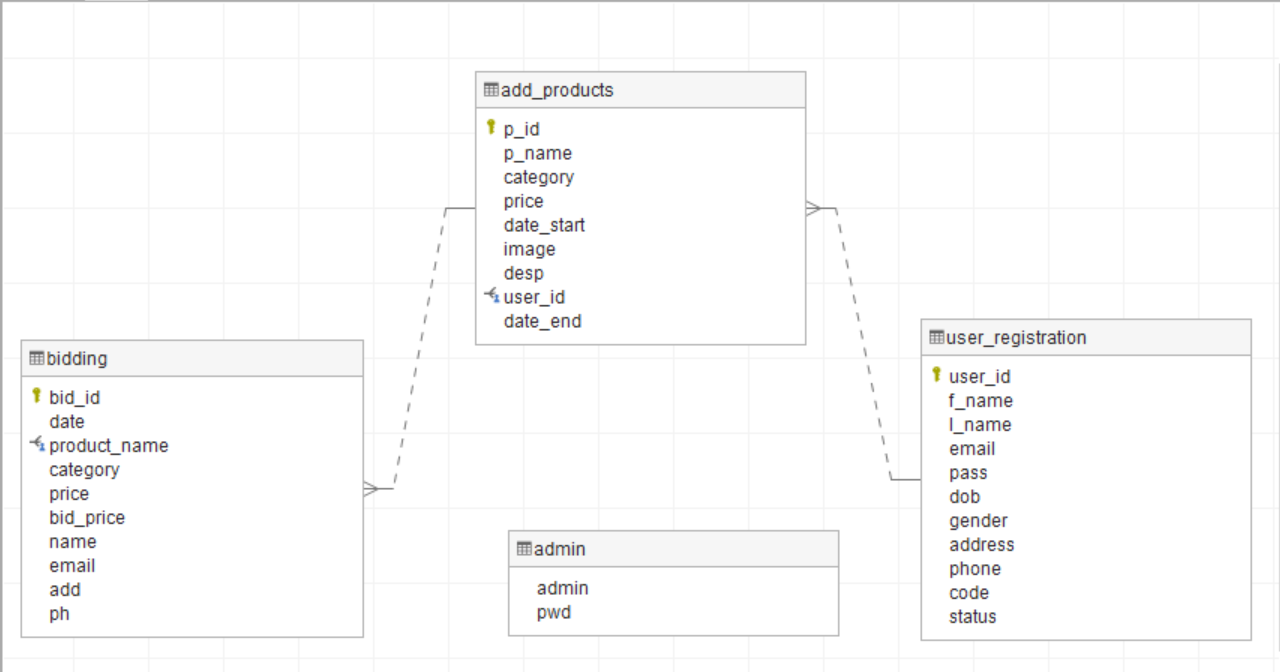 add_products
p_id
p_name
category
price
date_start
image
desp
user_id
date_end
bidding
bid_id
date
product_name
category
price
bid_price
name
email
add
ph
admin
admin
pwd
user_registration
user_id
f_name
l_name
email
pass
dob
gender
address
phone
code
status